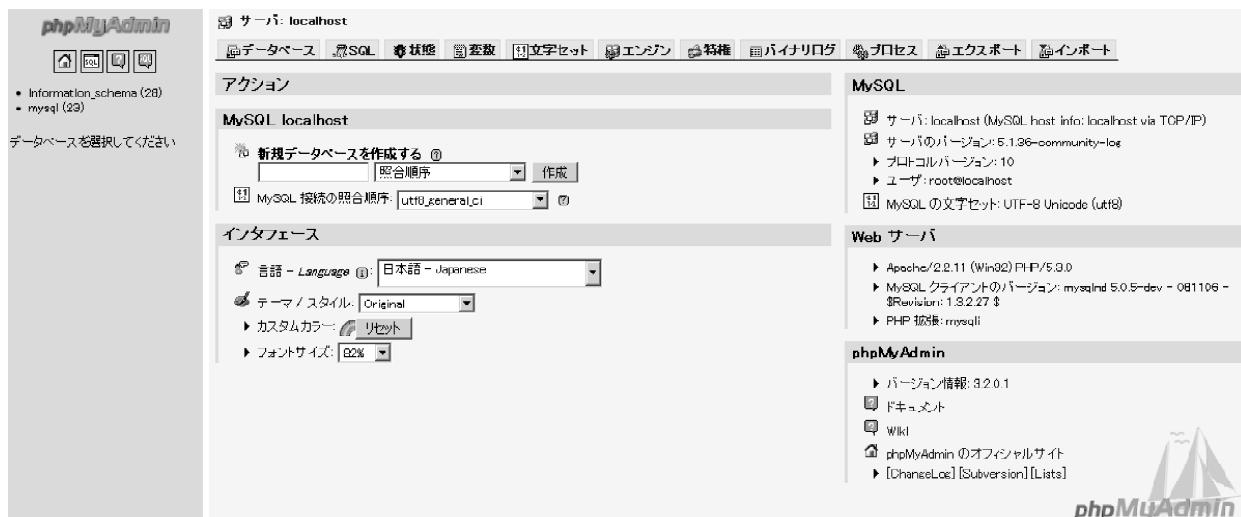 phpMyAdmin
Information_schema (28)
mysql (23)
データベースを選択してください
サーバ: localhost
データベース SQL 状態 変数 文字セット エンジン 特権 バイナリログ プロセス エクスポート インポート
アクション
MySQL localhost
新規データベースを作成する
照合順序 作成
MySQL 接続の照合順序: utf8_general_ci
インタフェース
言語 - Language: 日本語 - Japanese
テーマ / スタイル: Original
カスタムカラー: リセット
フォントサイズ: 82%
MySQL
サーバ: localhost (MySQL host info: localhost via TCP/IP)
サーバのバージョン: 5.1.36-community-log
プロトコルバージョン: 10
ユーザ: root@localhost
MySQL の文字セット: UTF-8 Unicode (utf8)
Web サーバ
Apache/2.2.11 (Win32) PHP/5.3.0
MySQL クライアントのバージョン: mysqlnd 5.0.5-dev - 081106 -
$Revision: 1.3.2.27 $
PHP 拡張: mysqli
phpMyAdmin
バージョン情報: 3.2.0.1
ドキュメント
Wiki
phpMyAdmin のオフィシャルサイト
[ChangeLog] [Subversion] [Lists]
phpMyAdmin